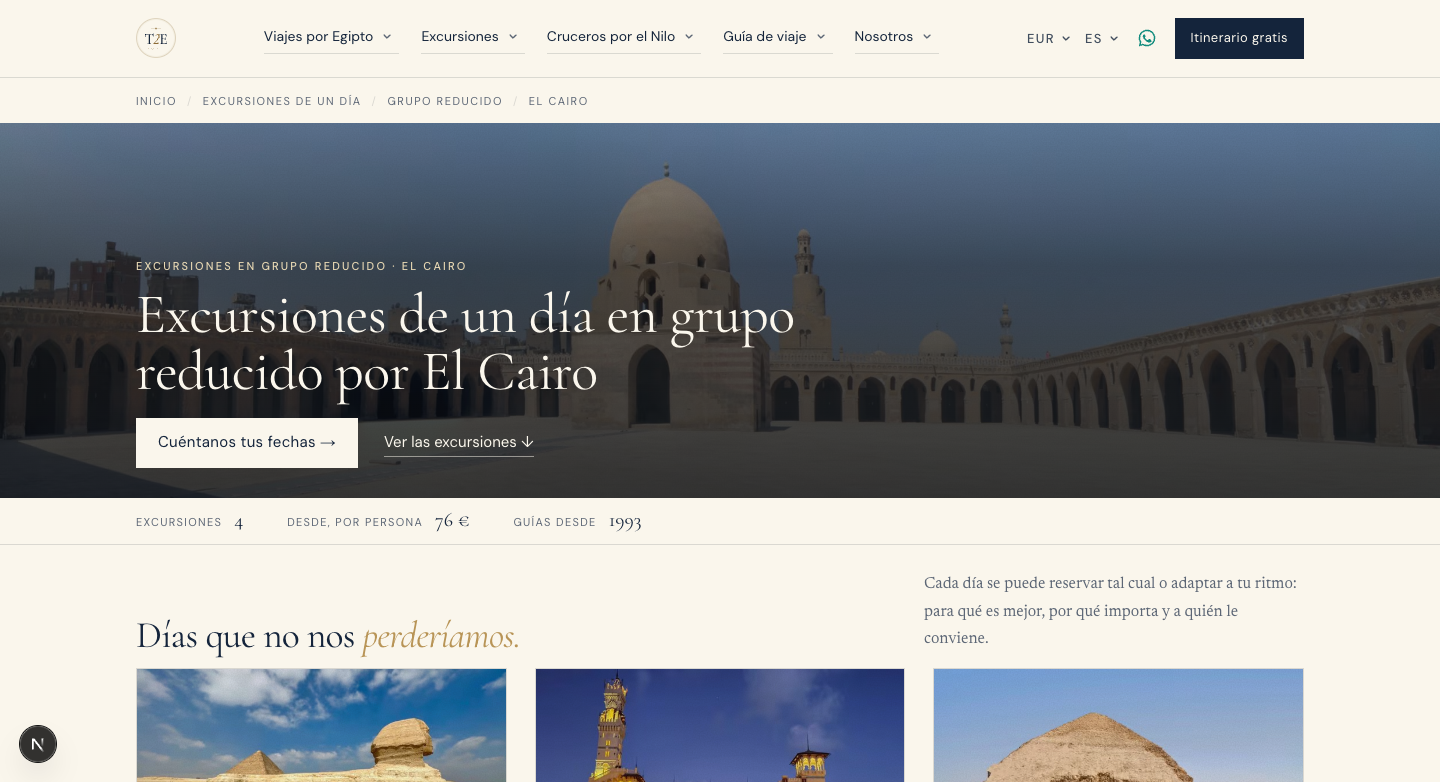 T2E
Viajes por Egipto
Excursiones
Cruceros por el Nilo
Guía de viaje
Nosotros
EUR
ES
Itinerario gratis
INICIO / EXCURSIONES DE UN DÍA / GRUPO REDUCIDO / EL CAIRO
EXCURSIONES EN GRUPO REDUCIDO · EL CAIRO
Excursiones de un día en grupo
reducido por El Cairo
Cuéntanos tus fechas →
Ver las excursiones ↓
EXCURSIONES 4
DESDE, POR PERSONA 76 €
GUÍAS DESDE 1993
Días que no nos perderíamos.
Cada día se puede reservar tal cual o adaptar a tu ritmo:
para qué es mejor, por qué importa y a quién le
conviene.
N